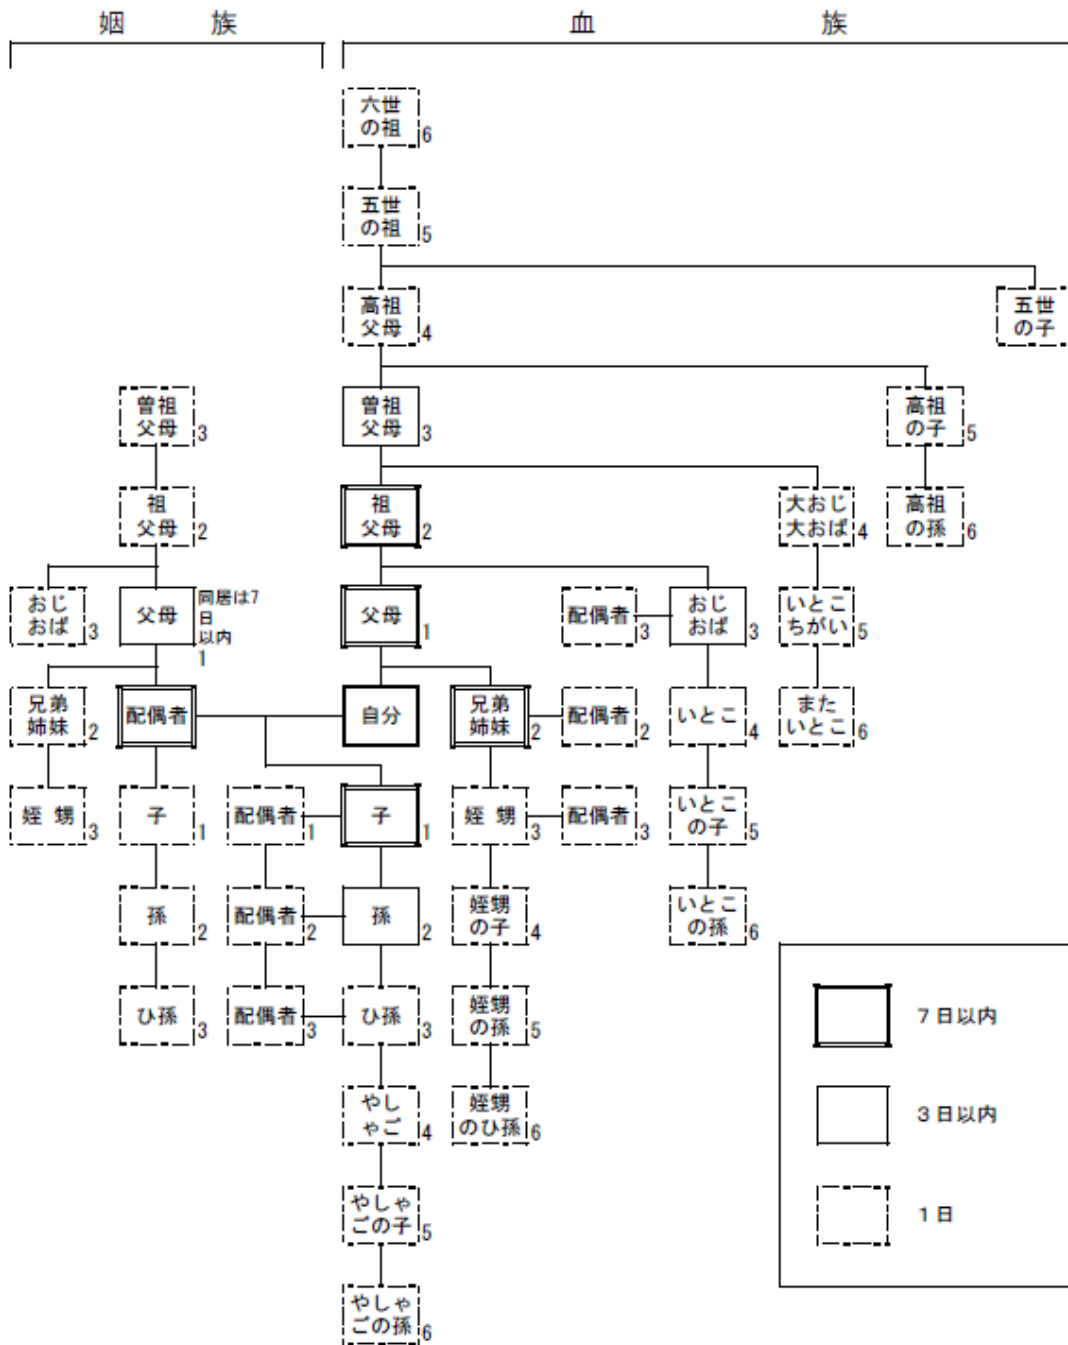 姻族
血族
六世
の祖
6
五世
の祖
5
高祖
父母
4
五世
の子
曽祖
父母
3
曽祖
父母
3
高祖
の子
5
祖
父母
2
祖
父母
2
大おじ
大おば
4
高祖
の孫
6
おじ
おば
3
父母
同居は7
日
以内
1
父母
1
配偶者
3
おじ
おば
3
いとこ
ちがい
5
兄弟
姉妹
2
配偶者
自分
兄弟
姉妹
2
配偶者
2
いとこ
4
また
いとこ
6
姪甥
3
子
1
配偶者
1
子
1
姪甥
3
配偶者
3
いとこ
の子
5
孫
2
配偶者
2
孫
2
姪甥
の子
4
いとこ
の孫
6
ひ孫
3
配偶者
3
ひ孫
3
姪甥
の孫
5
7日以内
やし
ゃご
4
姪甥
のひ孫
6
3日以内
やしゃ
ごの子
5
1日
やしゃ
ごの孫
6